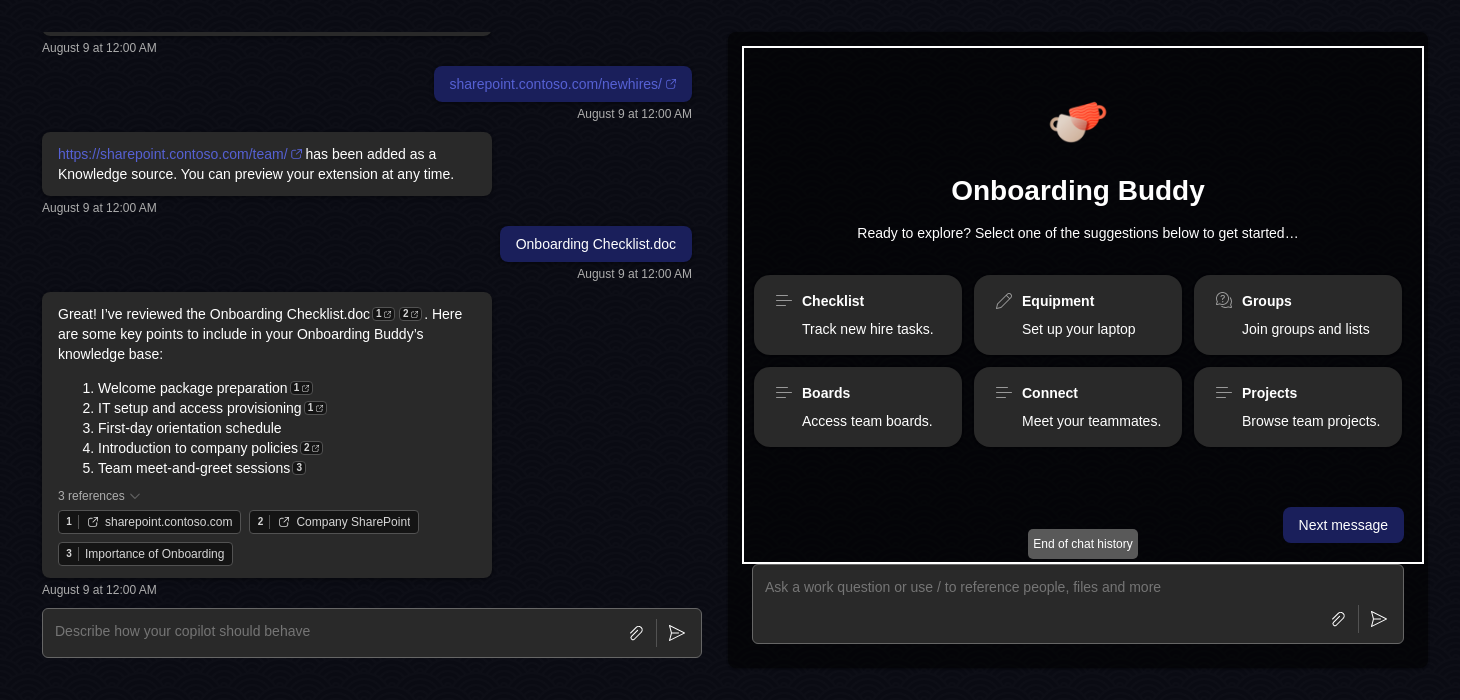 August 9 at 12:00 AM
sharepoint.contoso.com/newhires/
August 9 at 12:00 AM
https://sharepoint.contoso.com/team/ has been added as a
Knowledge source. You can preview your extension at any time.
August 9 at 12:00 AM
Onboarding Checklist.doc
August 9 at 12:00 AM
Great! I’ve reviewed the Onboarding Checklist.doc 1 2 . Here
are some key points to include in your Onboarding Buddy’s
knowledge base:
1. Welcome package preparation 1
2. IT setup and access provisioning 1
3. First-day orientation schedule
4. Introduction to company policies 2
5. Team meet-and-greet sessions 3
3 references
1 sharepoint.contoso.com 2 Company SharePoint
3 Importance of Onboarding
August 9 at 12:00 AM
Describe how your copilot should behave
Onboarding Buddy
Ready to explore? Select one of the suggestions below to get started…
Checklist
Track new hire tasks.
Equipment
Set up your laptop
Groups
Join groups and lists
Boards
Access team boards.
Connect
Meet your teammates.
Projects
Browse team projects.
Next message
End of chat history
Ask a work question or use / to reference people, files and more